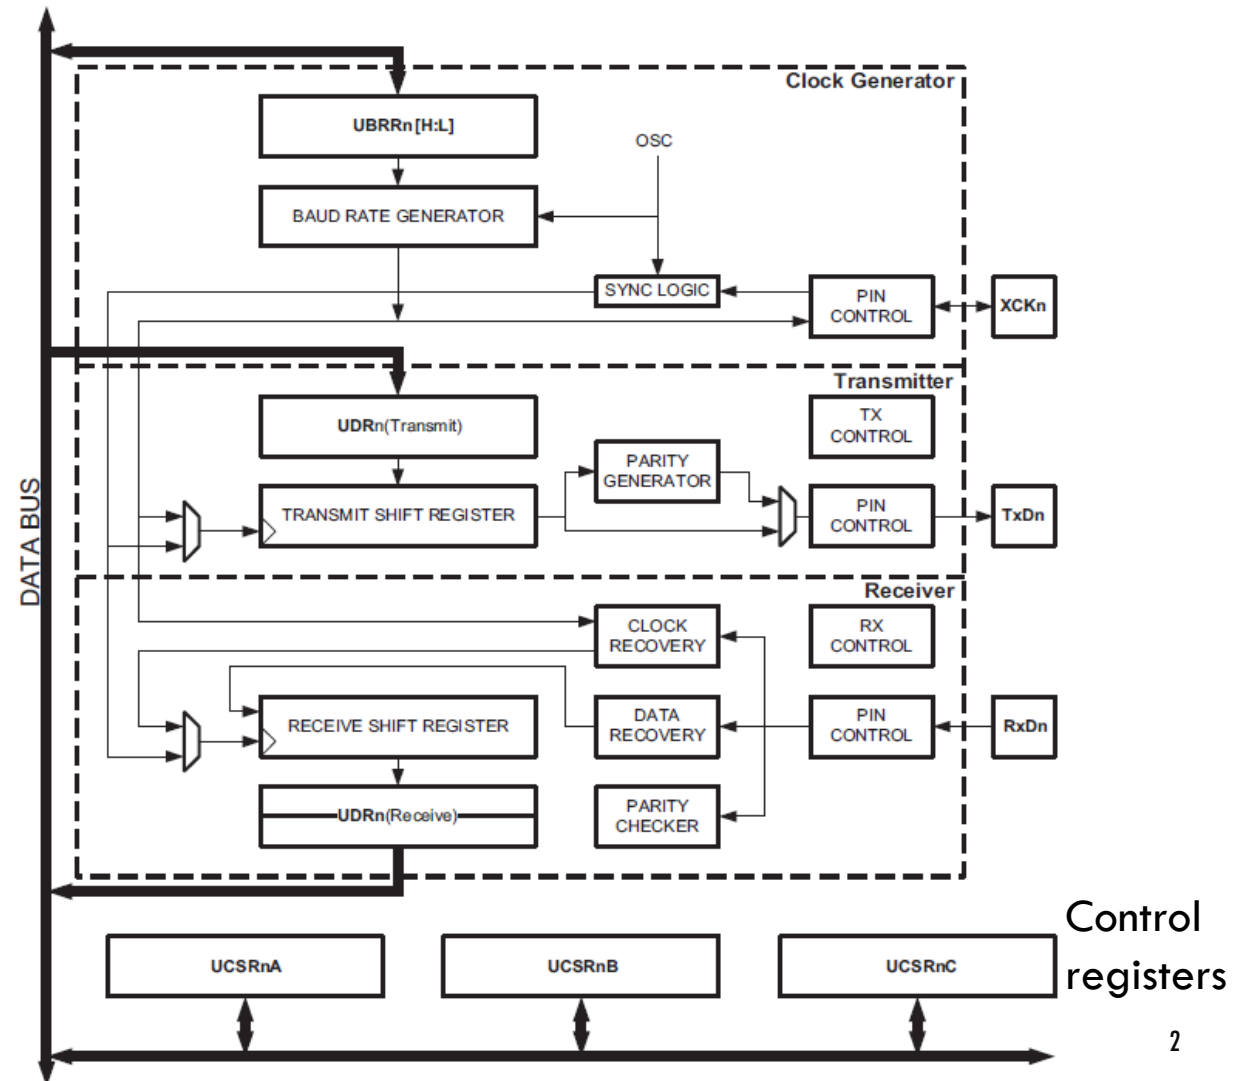 Clock Generator
UBRRn[H:L]
OSC
BAUD RATE GENERATOR
SYNC LOGIC
PIN
CONTROL
XCKn
Transmitter
UDRn(Transmit)
TX
CONTROL
PARITY
GENERATOR
TRANSMIT SHIFT REGISTER
PIN
CONTROL
TxDn
DATA BUS
Receiver
CLOCK
RECOVERY
RX
CONTROL
RECEIVE SHIFT REGISTER
DATA
RECOVERY
PIN
CONTROL
RxDn
UDRn(Receive)
PARITY
CHECKER
Control
registers
UCSRnA
UCSRnB
UCSRnC
2